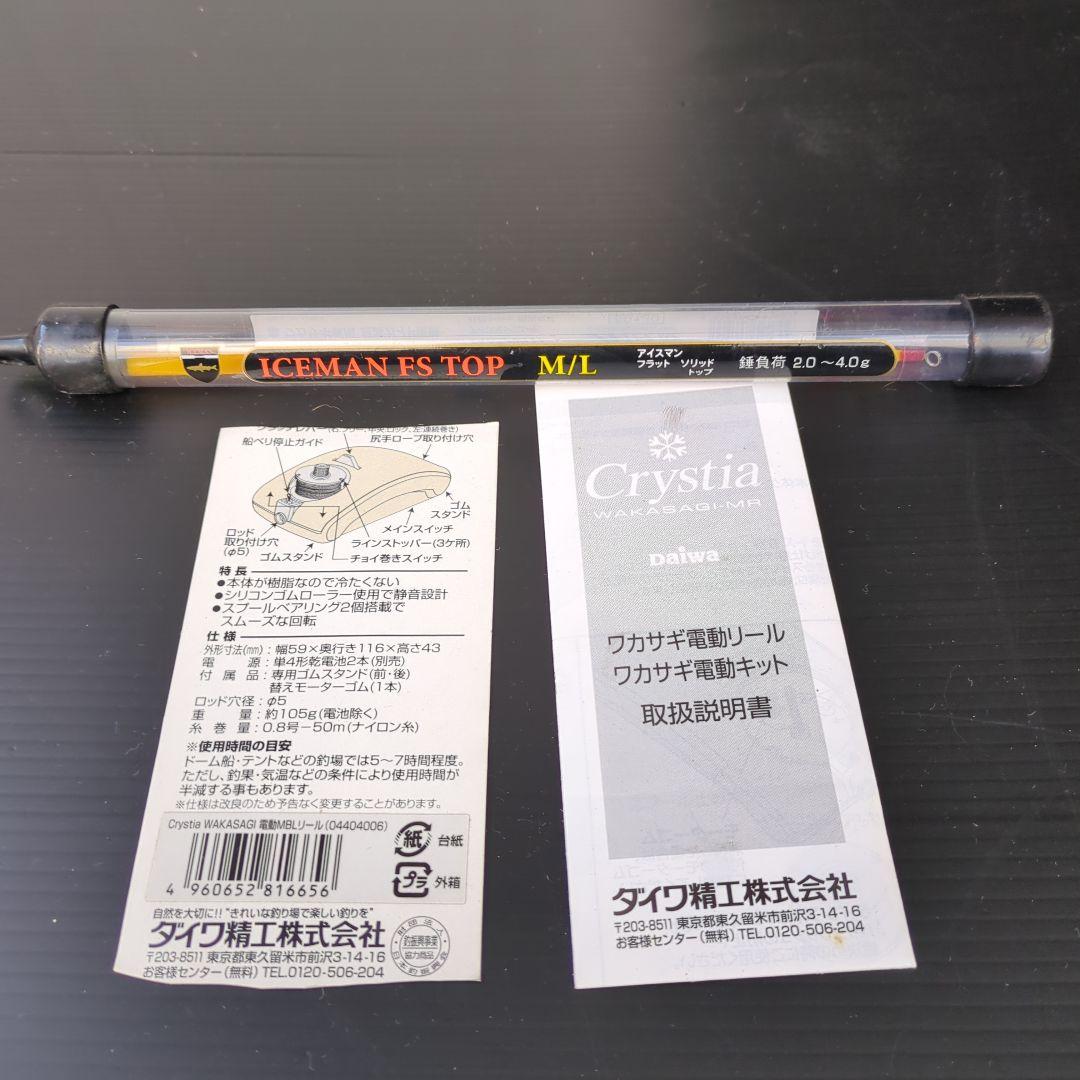 ICEMAN
ICEMAN FS TOP M/L
アイスマン
フラット ソリッド
トップ
錘負荷 2.0～4.0g
船ベリ停止ガイド
尻手ロープ取り付け穴
ゴム
スタンド
メインスイッチ
ロッド
取り付け穴
(φ5)
ラインストッパー(3ケ所)
ゴムスタンド
チョイ巻きスイッチ
特長
●本体が樹脂なので冷たくない
●シリコンゴムローラー使用で静音設計
●スプールベアリング2個搭載で
スムーズな回転
仕様
外形寸法(mm):幅59×奥行き116×高さ43
電源:単4形乾電池2本(別売)
付属品:専用ゴムスタンド(前・後)
替えモーターゴム(1本)
ロッド穴径:φ5
重量:約105g(電池除く)
糸巻量:0.8号−50m(ナイロン糸)
※使用時間の目安
ドーム船・テントなどの釣場では5〜7時間程度。
ただし、釣果・気温などの条件により使用時間が
半減する事もあります。
※仕様は改良のため予告なく変更することがあります。
Crystia WAKASAGI 電動MBLリール(04404006)
4 960652 816656
紙 台紙
プラ 外箱
自然を大切に!!"きれいな釣り場で楽しい釣りを"
ダイワ精工株式会社
〒203-8511 東京都東久留米市前沢3-14-16
お客様センター(無料) TEL.0120-506-204
財団法人
釣振興事業
協力商品
日本釣振興会
Crystia
WAKASAGI-MR
DAIWA
ワカサギ電動リール
ワカサギ電動キット
取扱説明書
ダイワ精工株式会社
〒203-8511 東京都東久留米市前沢3-14-16
お客様センター(無料) TEL.0120-506-204